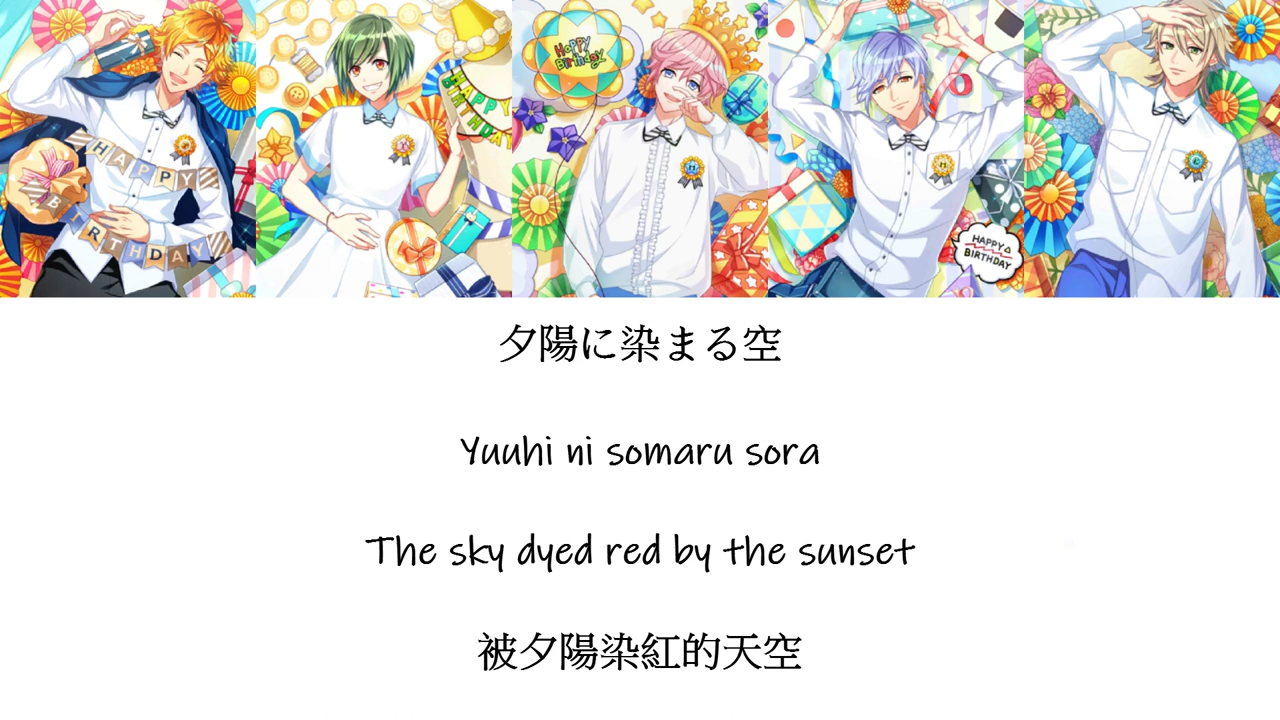 HAPPY
BIRTHDAY
HAPPY
BIRTHDAY
Happy
Birthday
HAPPY
BIRTHDAY
夕陽に染まる空
Yuuhi ni somaru sora
The sky dyed red by the sunset
被夕陽染紅的天空